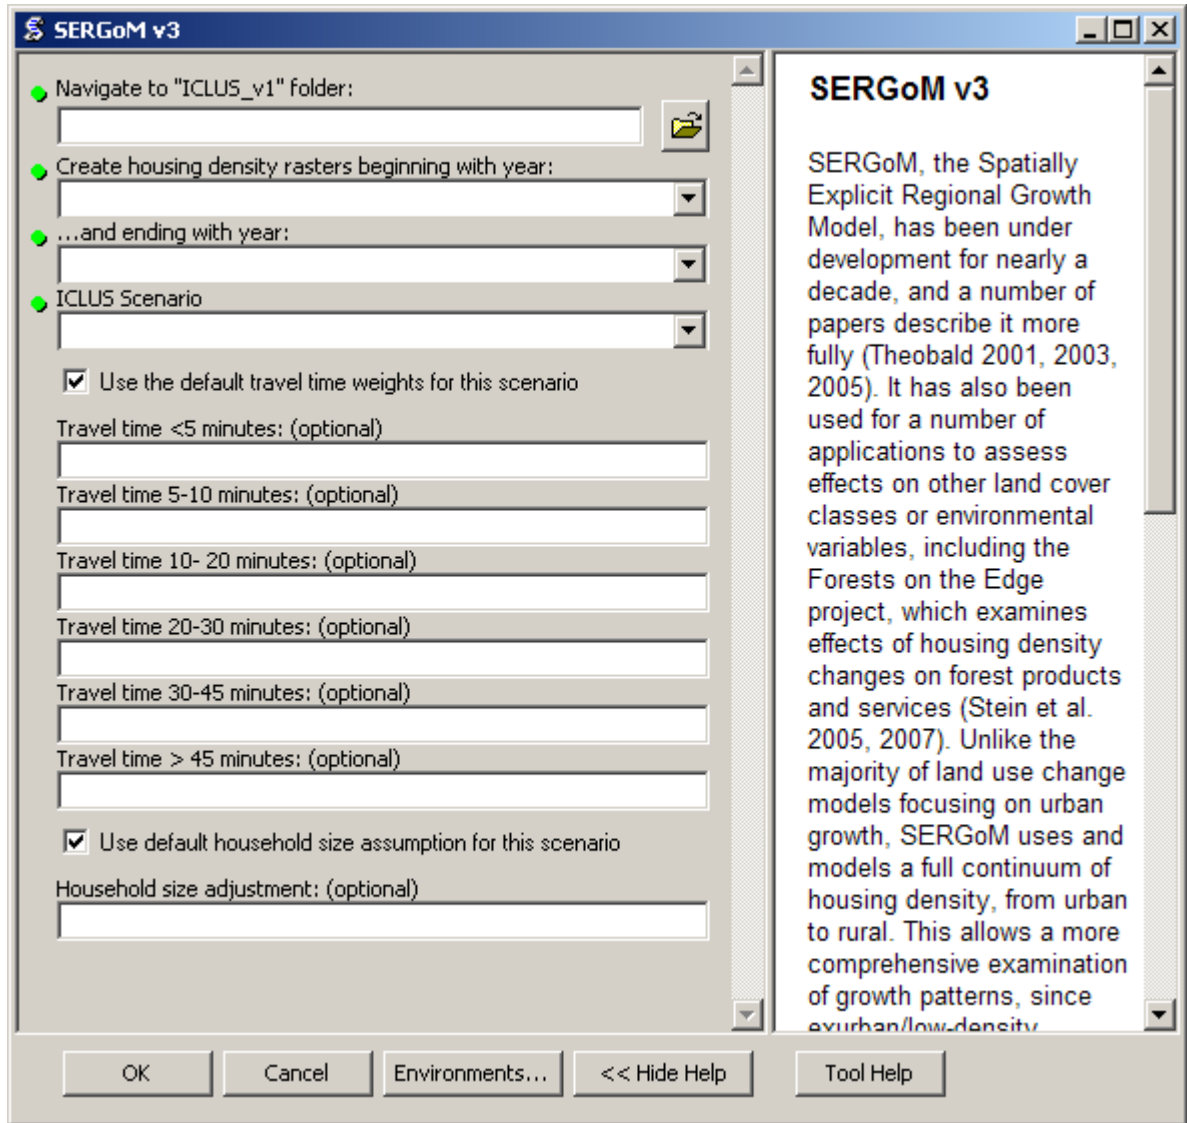 SERGoM v3
Navigate to "ICLUS_v1" folder:
Create housing density rasters beginning with year:
...and ending with year:
ICLUS Scenario
Use the default travel time weights for this scenario
Travel time <5 minutes: (optional)
Travel time 5-10 minutes: (optional)
Travel time 10- 20 minutes: (optional)
Travel time 20-30 minutes: (optional)
Travel time 30-45 minutes: (optional)
Travel time > 45 minutes: (optional)
Use default household size assumption for this scenario
Household size adjustment: (optional)
SERGoM v3
SERGoM, the Spatially
Explicit Regional Growth
Model, has been under
development for nearly a
decade, and a number of
papers describe it more
fully (Theobald 2001, 2003,
2005). It has also been
used for a number of
applications to assess
effects on other land cover
classes or environmental
variables, including the
Forests on the Edge
project, which examines
effects of housing density
changes on forest products
and services (Stein et al.
2005, 2007). Unlike the
majority of land use change
models focusing on urban
growth, SERGoM uses and
models a full continuum of
housing density, from urban
to rural. This allows a more
comprehensive examination
of growth patterns, since
exurban/low-density
OK
Cancel
Environments...
<< Hide Help
Tool Help